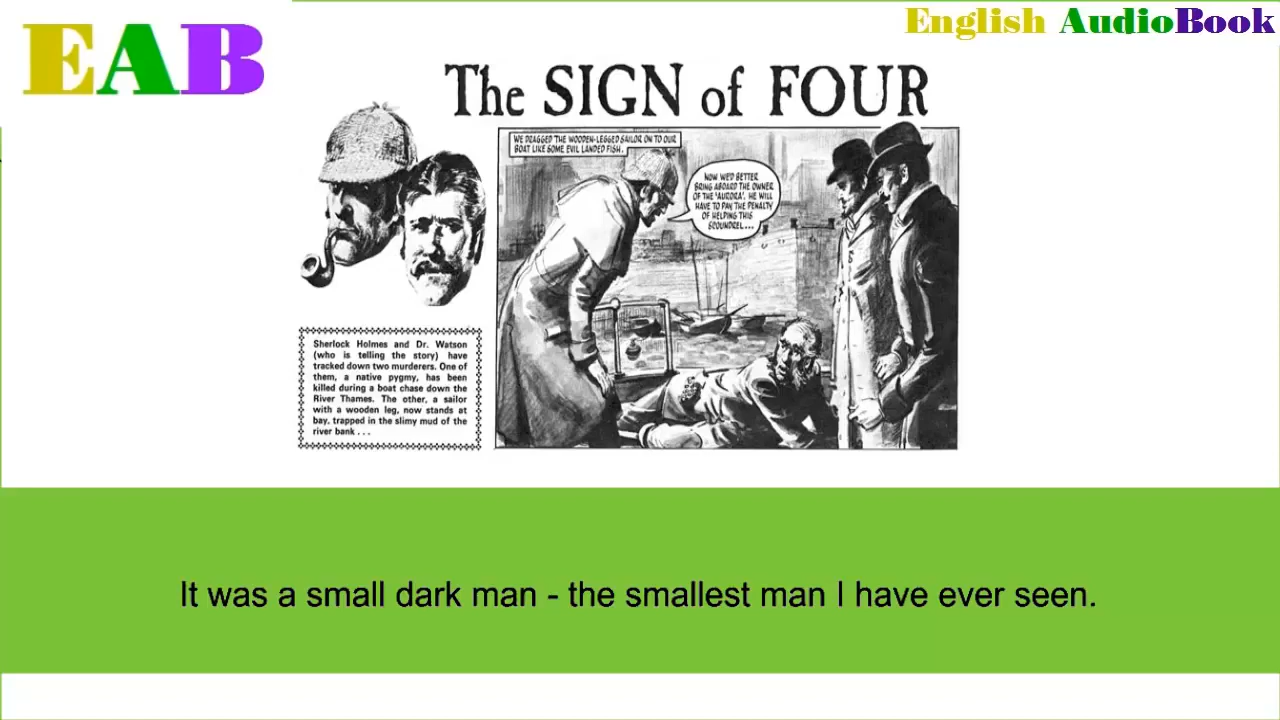 EAB
English AudioBook
The SIGN of FOUR
WE DRAGGED THE WOODEN-LEGGED SAILOR ON TO OUR
BOAT LIKE SOME EVIL LANDED FISH.
NOW WE'D BETTER
BRING ABOARD THE OWNER
OF THE 'AURORA'. HE WILL
HAVE TO PAY THE PENALTY
OF HELPING THIS
SCOUNDREL...
Sherlock Holmes and Dr. Watson
(who is telling the story) have
tracked down two murderers. One of
them, a native pygmy, has been
killed during a boat chase down the
River Thames. The other, a sailor
with a wooden leg, now stands at
bay, trapped in the slimy mud of the
river bank . . .
It was a small dark man - the smallest man I have ever seen.